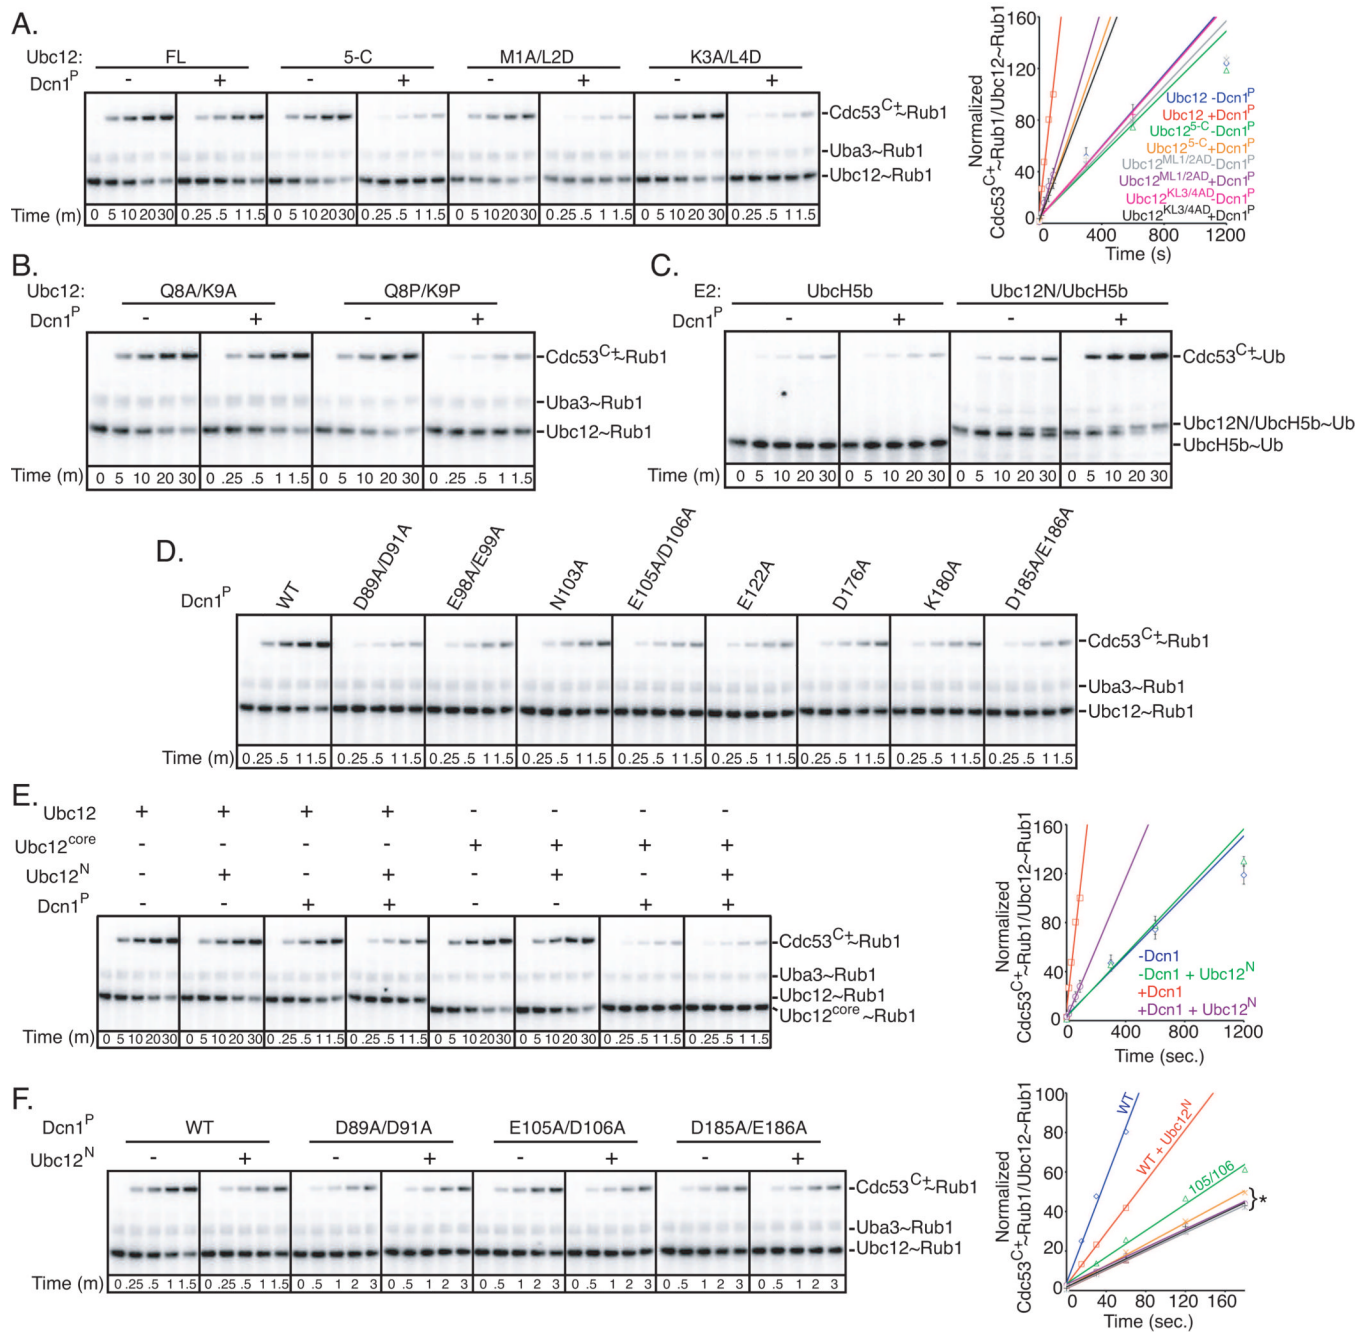 A.
Ubc12: FL 5-C M1A/L2D K3A/L4D
Dcn1P - + - + - + - +
Cdc53C+~Rub1
Uba3~Rub1
Ubc12~Rub1
Time (m) 0 5 10 20 30 0 .25 .5 1 1.5 0 5 10 20 30 0 .25 .5 1 1.5 0 5 10 20 30 0 .25 .5 1 1.5 0 5 10 20 30 0 .25 .5 1 1.5
Normalized
Cdc53C+~Rub1/Ubc12~Rub1
160
120
80
40
0
0 400 800 1200
Time (s)
Ubc12 -Dcn1P
Ubc12 +Dcn1P
Ubc125-C-Dcn1P
Ubc125-C+Dcn1P
Ubc12ML1/2AD-Dcn1P
Ubc12ML1/2AD+Dcn1P
Ubc12KL3/4AD-Dcn1P
Ubc12KL3/4AD+Dcn1P
B.
Ubc12: Q8A/K9A Q8P/K9P
Dcn1P - + - +
Cdc53C+~Rub1
Uba3~Rub1
Ubc12~Rub1
Time (m) 0 5 10 20 30 0 .25 .5 1 1.5 0 5 10 20 30 0 .25 .5 1 1.5
C.
E2: UbcH5b Ubc12N/UbcH5b
Dcn1P - + - +
Cdc53C+~Ub
Ubc12N/UbcH5b~Ub
UbcH5b~Ub
Time (m) 0 5 10 20 30 0 5 10 20 30 0 5 10 20 30 0 5 10 20 30
D.
Dcn1P WT D89A/D91A E98A/E99A N103A E105A/D106A E122A D176A K180A D185A/E186A
Cdc53C+~Rub1
Uba3~Rub1
Ubc12~Rub1
Time (m) 0 .25 .5 1 1.5 0 .25 .5 1 1.5 0 .25 .5 1 1.5 0 .25 .5 1 1.5 0 .25 .5 1 1.5 0 .25 .5 1 1.5 0 .25 .5 1 1.5 0 .25 .5 1 1.5 0 .25 .5 1 1.5
E.
Ubc12 + + + + - - - -
Ubc12core - - - - + + + +
Ubc12N - + - + - + - +
Dcn1P - - + + - - + +
Cdc53C+~Rub1
Uba3~Rub1
Ubc12~Rub1
Ubc12core~Rub1
Time (m) 0 5 10 20 30 0 5 10 20 30 0 .25 .5 1 1.5 0 .25 .5 1 1.5 0 5 10 20 30 0 5 10 20 30 0 .25 .5 1 1.5 0 .25 .5 1 1.5
Normalized
Cdc53C+~Rub1/Ubc12~Rub1
160
120
80
40
0
0 400 800 1200
Time (sec.)
-Dcn1
-Dcn1 + Ubc12N
+Dcn1
+Dcn1 + Ubc12N
F.
Dcn1P WT D89A/D91A E105A/D106A D185A/E186A
Ubc12N - + - + - + - +
Cdc53C+~Rub1
Uba3~Rub1
Ubc12~Rub1
Time (m) 0 .25 .5 1 1.5 0 .25 .5 1 1.5 0 .5 1 2 3 0 .5 1 2 3 0 .5 1 2 3 0 .5 1 2 3 0 .5 1 2 3 0 .5 1 2 3
Normalized
Cdc53C+~Rub1/Ubc12~Rub1
100
80
60
40
20
0
0 40 80 120 160
Time (sec.)
WT
WT + Ubc12N
105/106
*